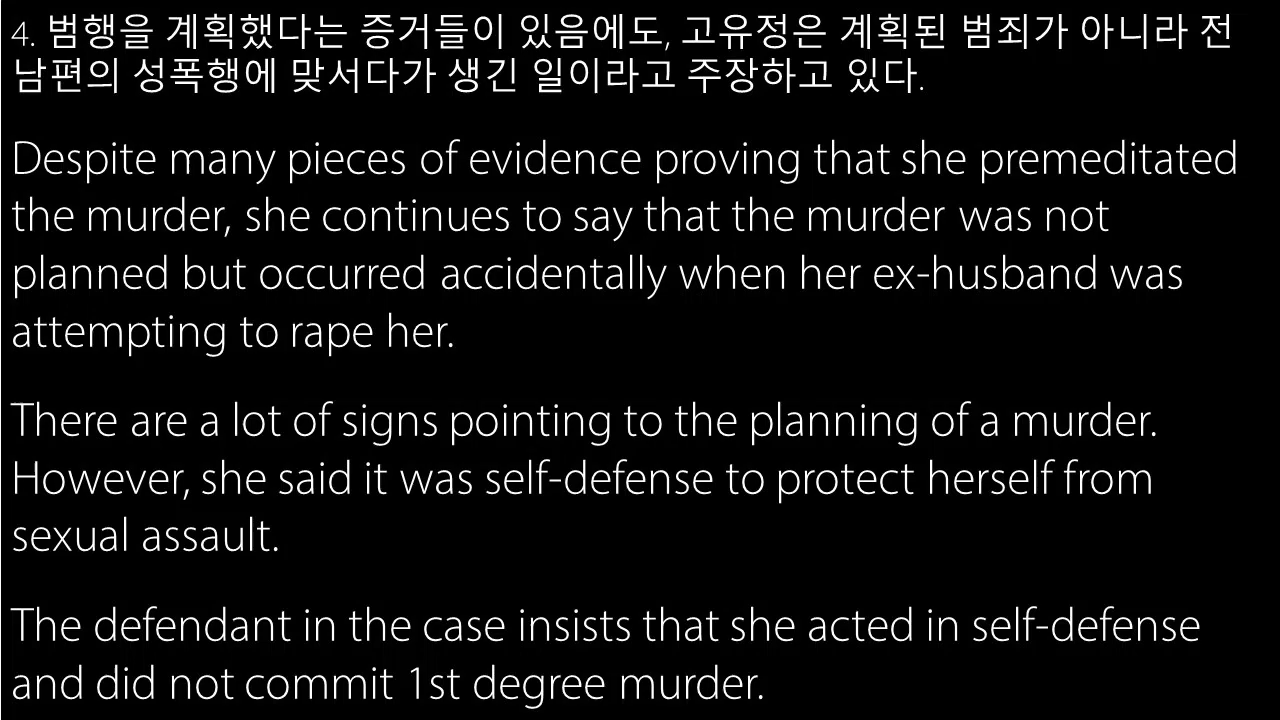 4. 범행을 계획했다는 증거들이 있음에도, 고유정은 계획된 범죄가 아니라 전
남편의 성폭행에 맞서다가 생긴 일이라고 주장하고 있다.
Despite many pieces of evidence proving that she premeditated
the murder, she continues to say that the murder was not
planned but occurred accidentally when her ex-husband was
attempting to rape her.
There are a lot of signs pointing to the planning of a murder.
However, she said it was self-defense to protect herself from
sexual assault.
The defendant in the case insists that she acted in self-defense
and did not commit 1st degree murder.